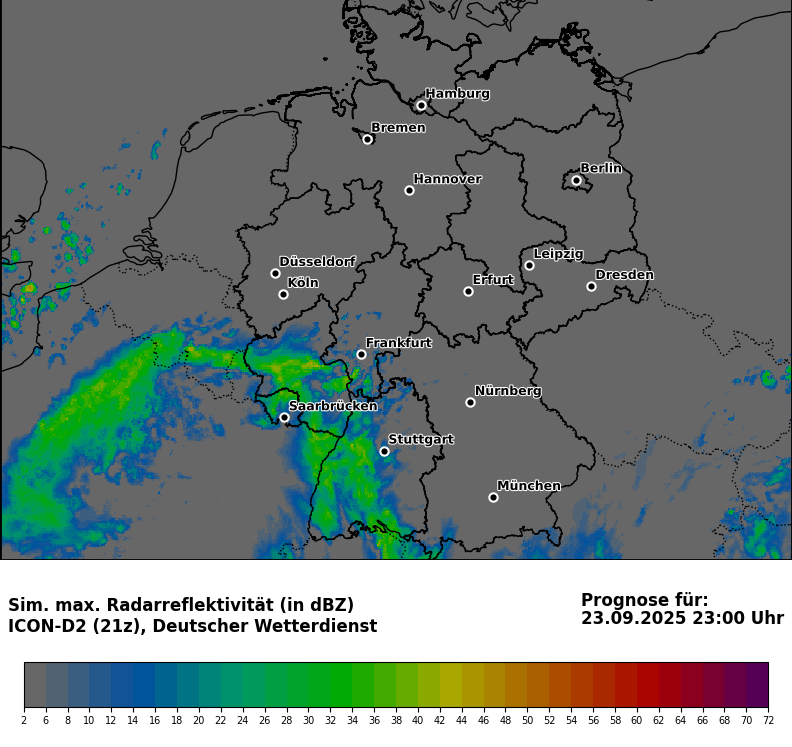 Hamburg
Bremen
Berlin
Hannover
Leipzig
Düsseldorf
Dresden
Köln
Erfurt
Frankfurt
Nürnberg
Saarbrücken
Stuttgart
München
Sim. max. Radarreflektivität (in dBZ)
ICON-D2 (21z), Deutscher Wetterdienst
Prognose für:
23.09.2025 23:00 Uhr
2 6 8 10 12 14 16 18 20 22 24 26 28 30 32 34 36 38 40 42 44 46 48 50 52 54 56 58 60 62 64 66 68 70 72